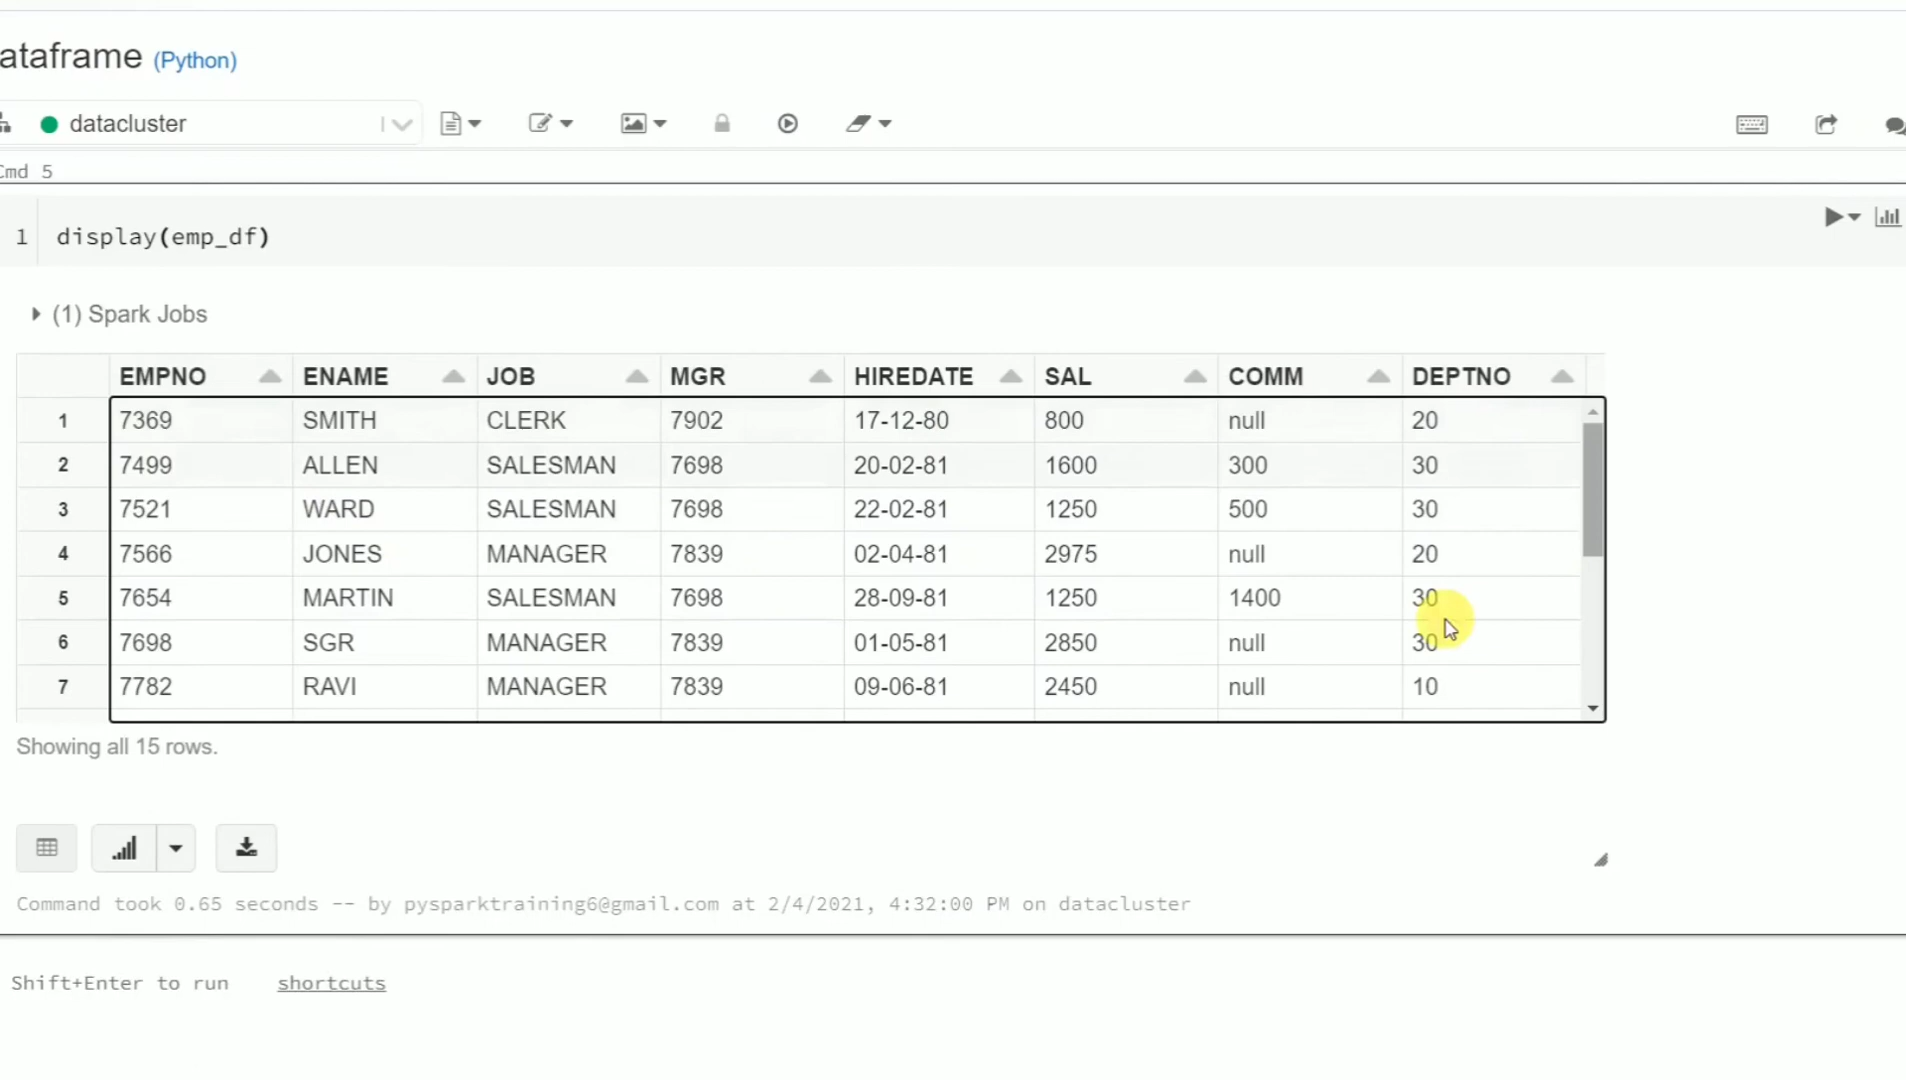 ataframe (Python)
datacluster
Cmd 5
1 display(emp_df)
(1) Spark Jobs
EMPNO ENAME JOB MGR HIREDATE SAL COMM DEPTNO
1 7369 SMITH CLERK 7902 17-12-80 800 null 20
2 7499 ALLEN SALESMAN 7698 20-02-81 1600 300 30
3 7521 WARD SALESMAN 7698 22-02-81 1250 500 30
4 7566 JONES MANAGER 7839 02-04-81 2975 null 20
5 7654 MARTIN SALESMAN 7698 28-09-81 1250 1400 30
6 7698 SGR MANAGER 7839 01-05-81 2850 null 30
7 7782 RAVI MANAGER 7839 09-06-81 2450 null 10
Showing all 15 rows.
Command took 0.65 seconds -- by pysparktraining6@gmail.com at 2/4/2021, 4:32:00 PM on datacluster
Shift+Enter to run shortcuts